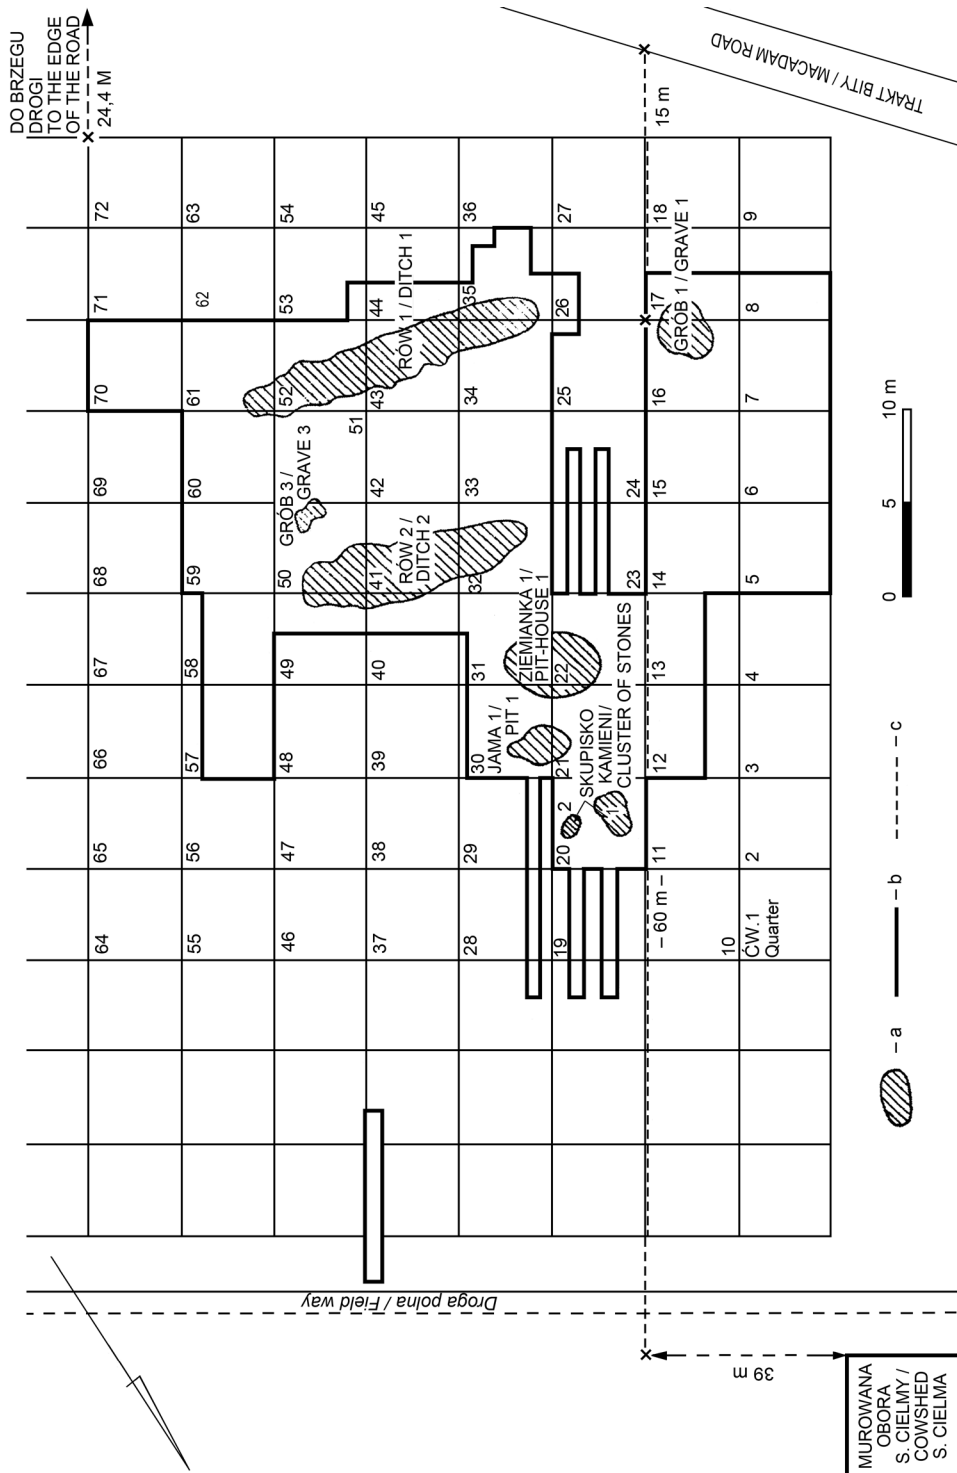 DO BRZEGU
DROGI
TO THE EDGE
OF THE ROAD
24,4 M
TRAKT BITY / MACADAM ROAD
15 m
72
63
54
45
36
27
18
9
71
62
53
44
35
26
17
8
RÓW 1 / DITCH 1
GRÓB 1 / GRAVE 1
70
61
52
43
34
25
16
7
51
69
60
GRÓB 3 /
GRAVE 3
42
33
24
15
6
68
59
50
41
32
23
14
5
RÓW 2 /
DITCH 2
ZIEMIANKA 1/
PIT-HOUSE 1
67
58
49
40
31
22
13
4
JAMA 1/
PIT 1
SKUPISKO
KAMIENI/
CLUSTER OF STONES
66
57
48
39
30
21
12
3
2
1
65
56
47
38
29
20
11
2
64
55
46
37
28
19
– 60 m –
10
ĆW.1
Quarter
0
5
10 m
– a
– b
– c
Droga polna / Field way
39 m
MUROWANA
OBORA
S. CIELMY /
COWSHED
S. CIELMA